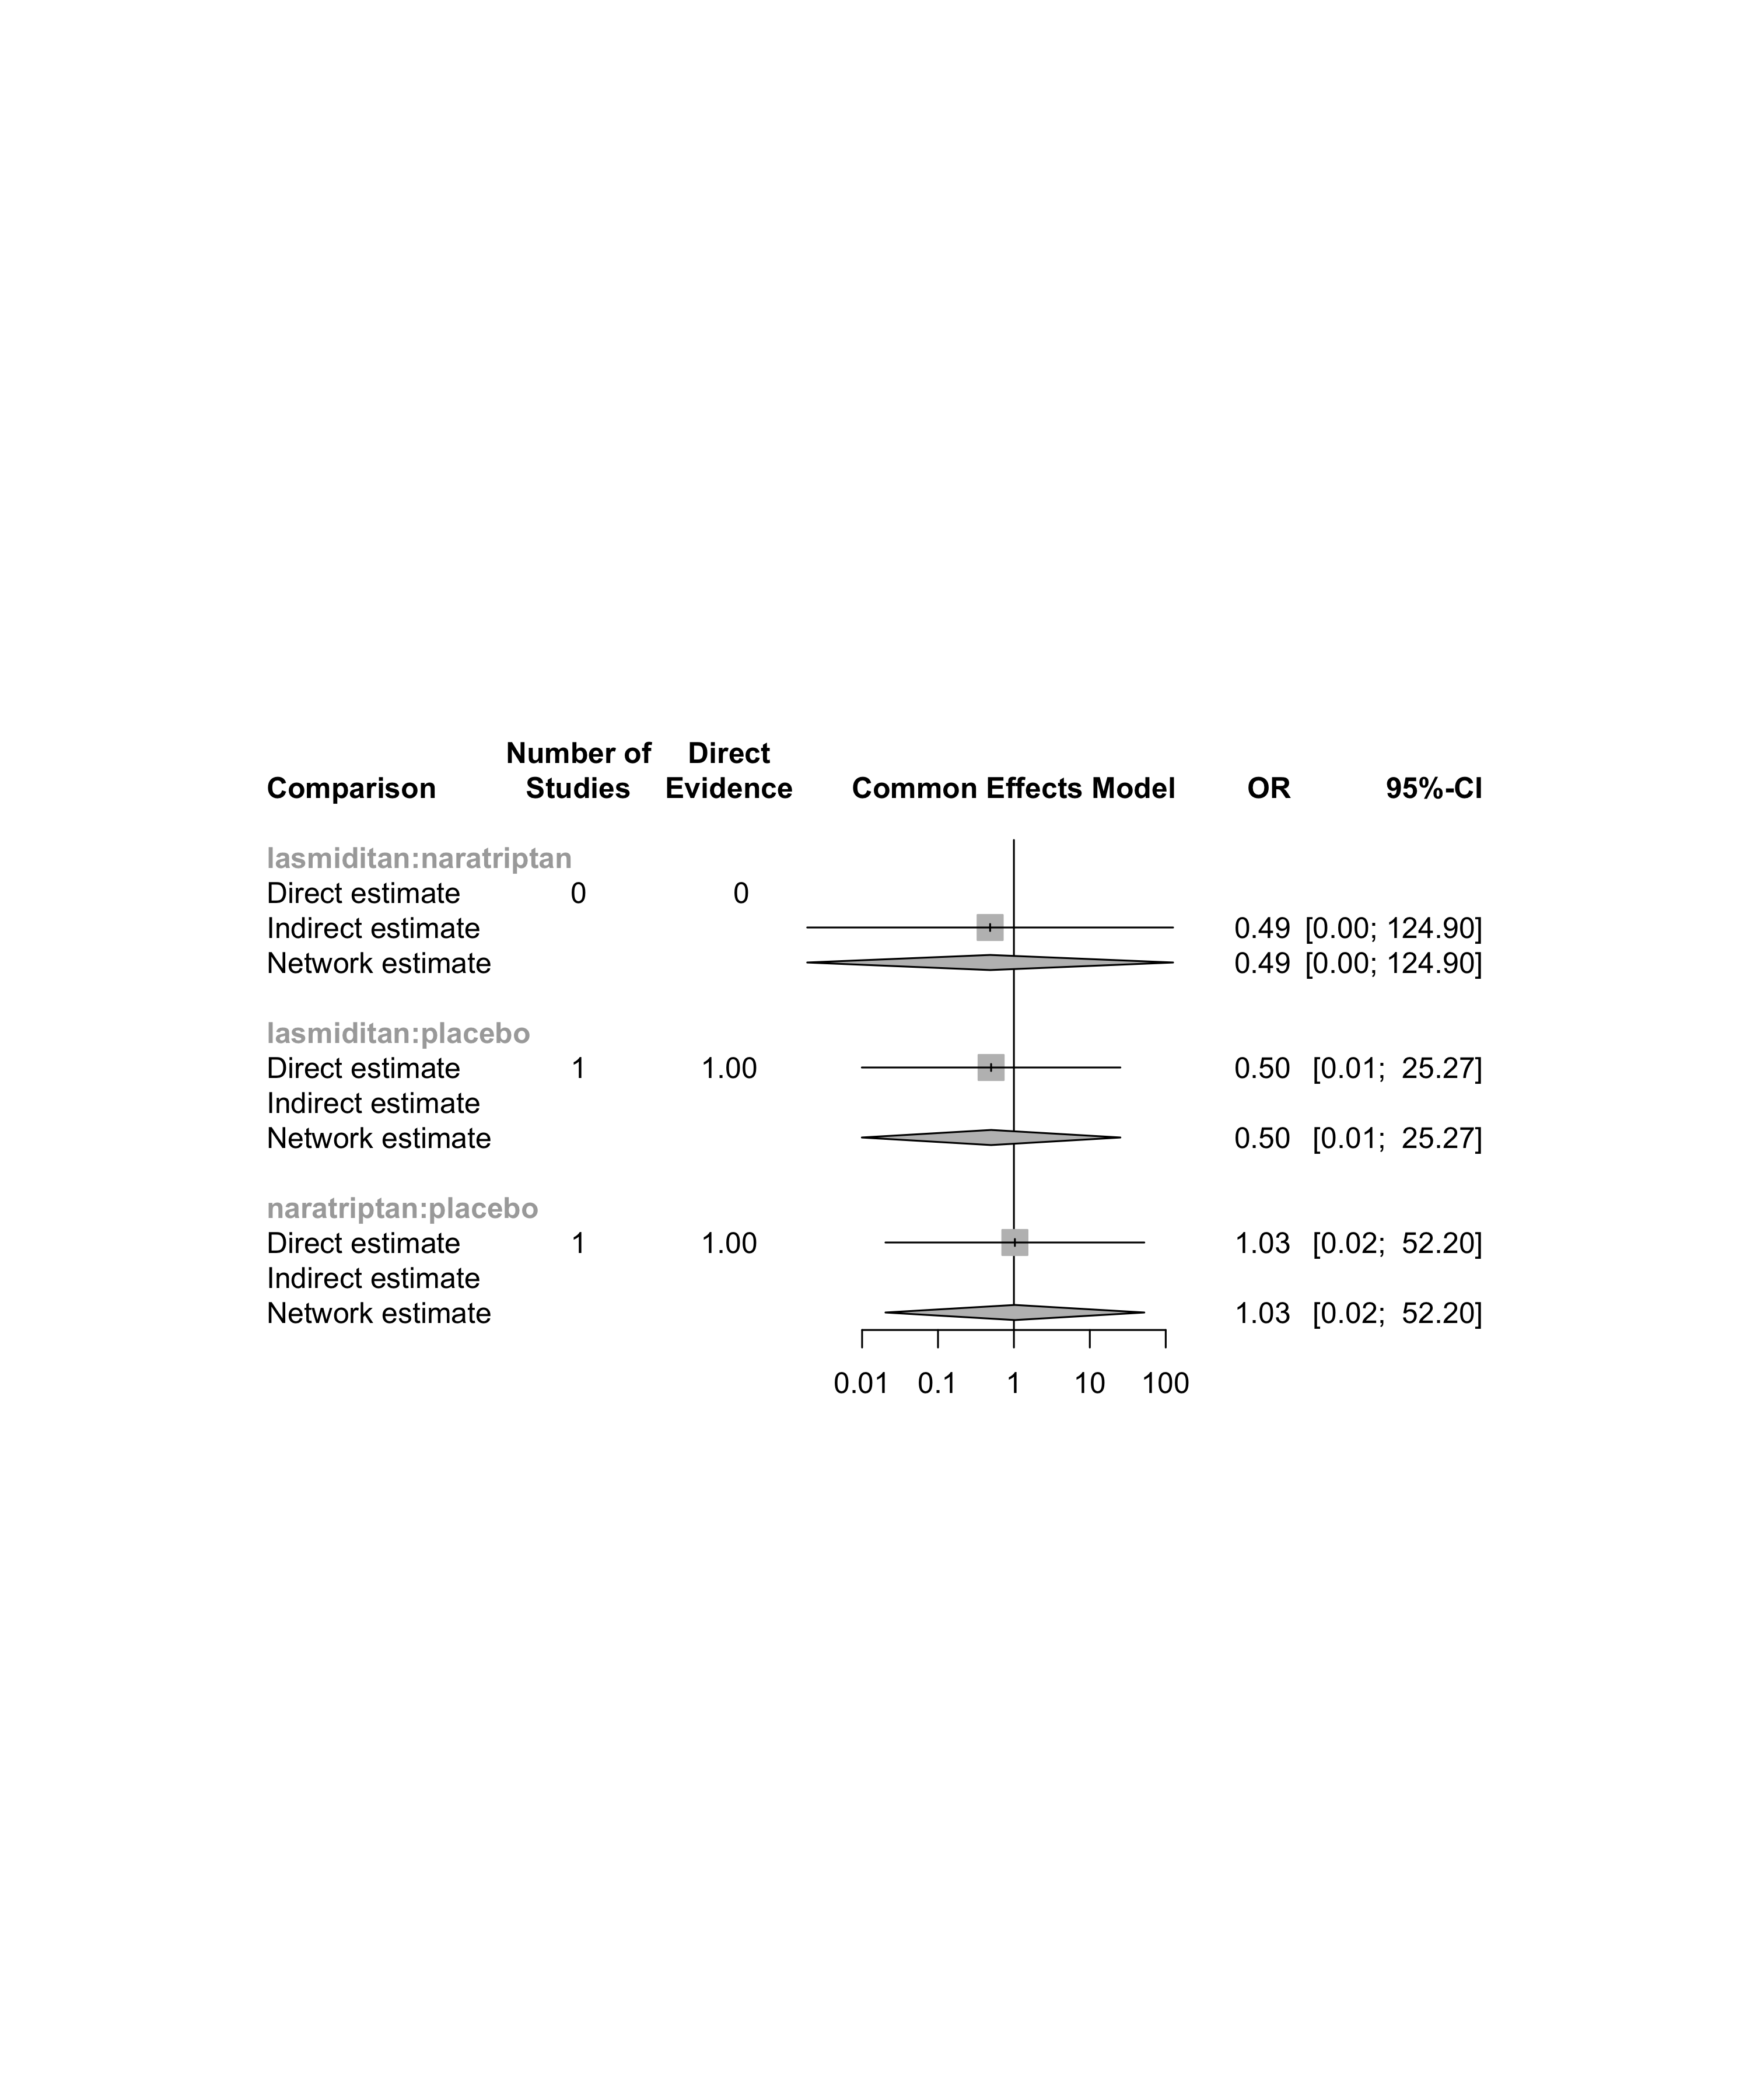 Number of Direct
Comparison Studies Evidence Common Effects Model OR 95%-CI
lasmiditan:naratriptan
Direct estimate 0 0
Indirect estimate 0.49 [0.00; 124.90]
Network estimate 0.49 [0.00; 124.90]
lasmiditan:placebo
Direct estimate 1 1.00 0.50 [0.01; 25.27]
Indirect estimate
Network estimate 0.50 [0.01; 25.27]
naratriptan:placebo
Direct estimate 1 1.00 1.03 [0.02; 52.20]
Indirect estimate
Network estimate 1.03 [0.02; 52.20]
0.01 0.1 1 10 100